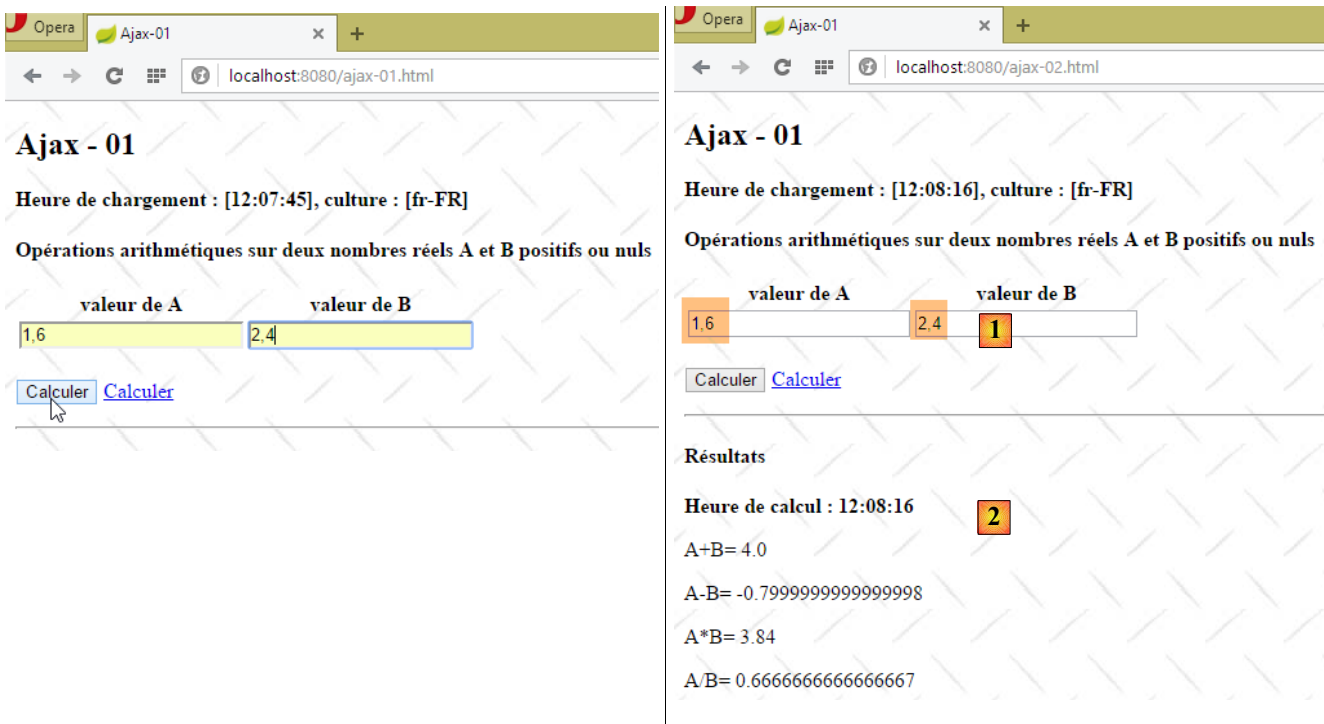 Opera
Ajax-01
localhost:8080/ajax-01.html
Ajax - 01
Heure de chargement : [12:07:45], culture : [fr-FR]
Opérations arithmétiques sur deux nombres réels A et B positifs ou nuls
valeur de A valeur de B
1,6 2,4
Calculer Calculer
Opera
Ajax-01
localhost:8080/ajax-02.html
Ajax - 01
Heure de chargement : [12:08:16], culture : [fr-FR]
Opérations arithmétiques sur deux nombres réels A et B positifs ou nuls
valeur de A valeur de B
1,6 2,4 1
Calculer Calculer
Résultats
Heure de calcul : 12:08:16 2
A+B= 4.0
A-B= -0.7999999999999998
A*B= 3.84
A/B= 0.6666666666666667